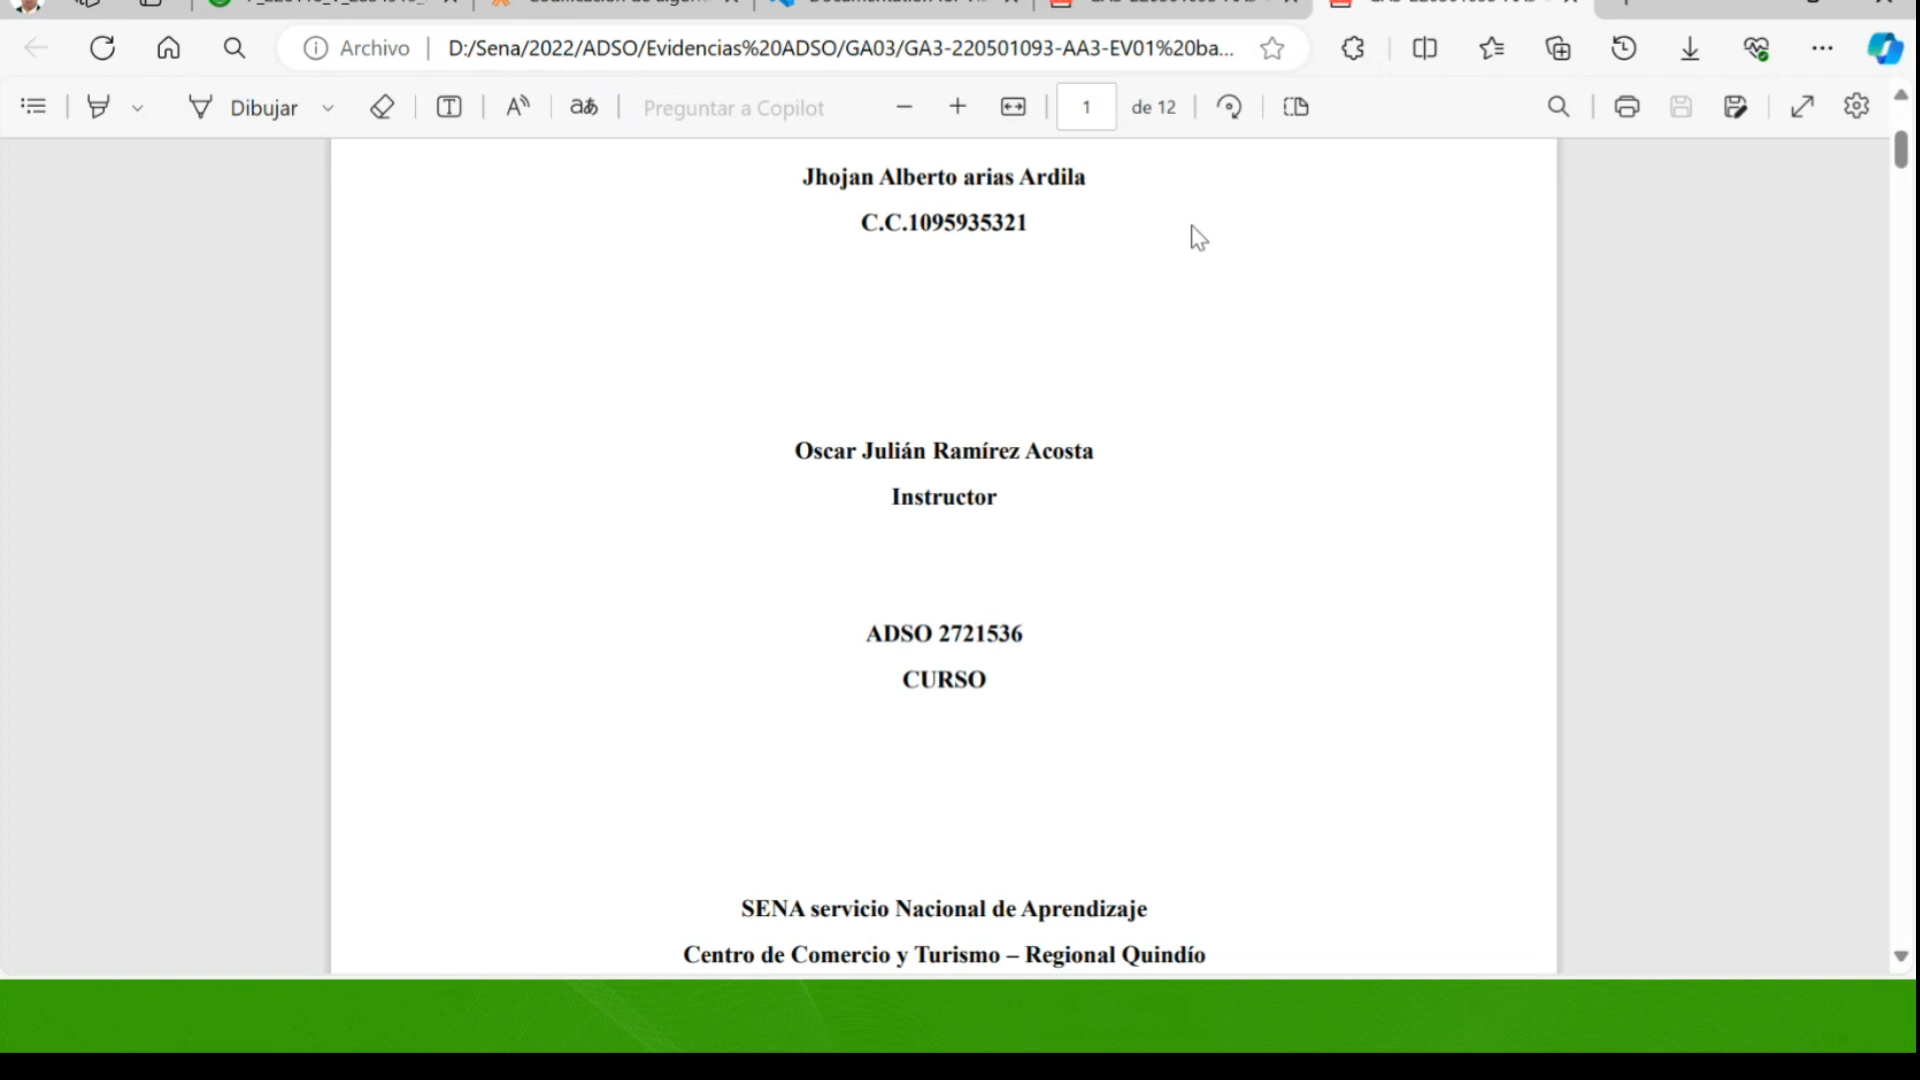 Archivo D:/Sena/2022/ADSO/Evidencias%20ADSO/GA03/GA3-220501093-AA3-EV01%20ba...
Dibujar Preguntar a Copilot 1 de 12
Jhojan Alberto arias Ardila
C.C.1095935321
Oscar Julián Ramírez Acosta
Instructor
ADSO 2721536
CURSO
SENA servicio Nacional de Aprendizaje
Centro de Comercio y Turismo – Regional Quindío